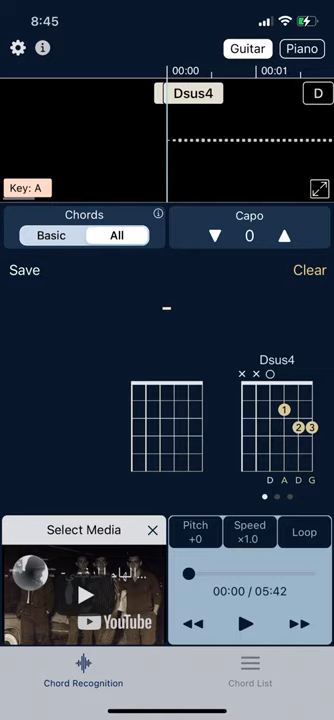 8:45
Guitar
Piano
00:00
00:01
Dsus4
D
Key: A
Chords
Capo
Basic
All
0
Save
Clear
-
Dsus4
D A D G
1
2 3
Select Media
Pitch
+0
Speed
×1.0
Loop
YouTube
00:00 / 05:42
Chord Recognition
Chord List